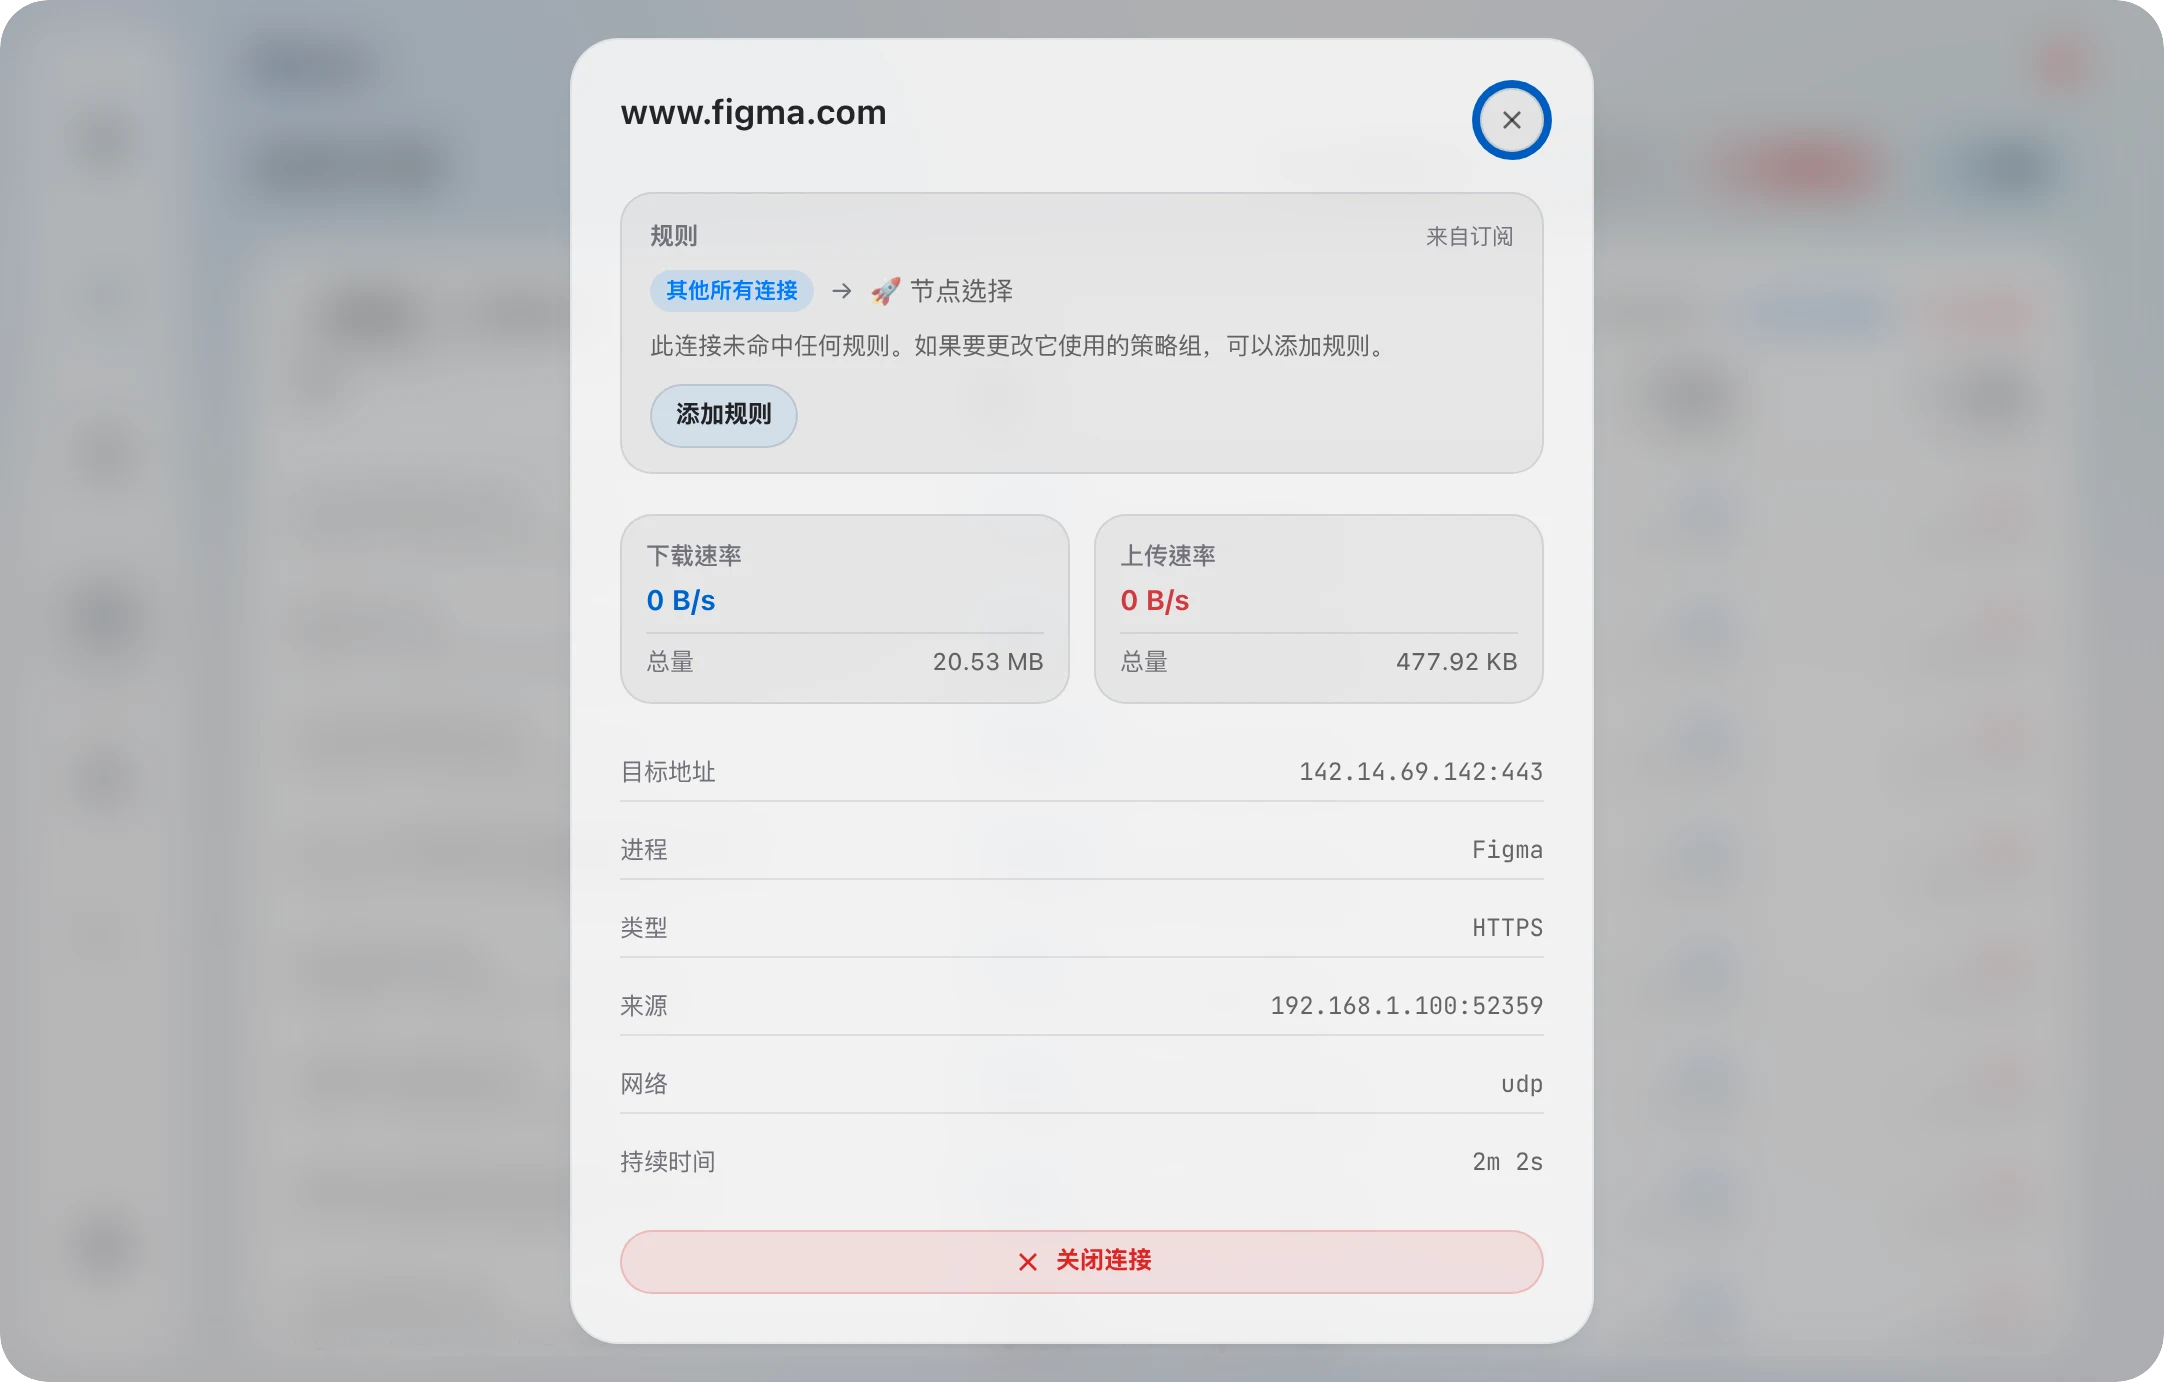 www.figma.com
规则
来自订阅
其他所有连接 → 🚀 节点选择
此连接未命中任何规则。如果要更改它使用的策略组，可以添加规则。
添加规则
下载速率
0 B/s
总量 20.53 MB
上传速率
0 B/s
总量 477.92 KB
目标地址 142.14.69.142:443
进程 Figma
类型 HTTPS
来源 192.168.1.100:52359
网络 udp
持续时间 2m 2s
关闭连接